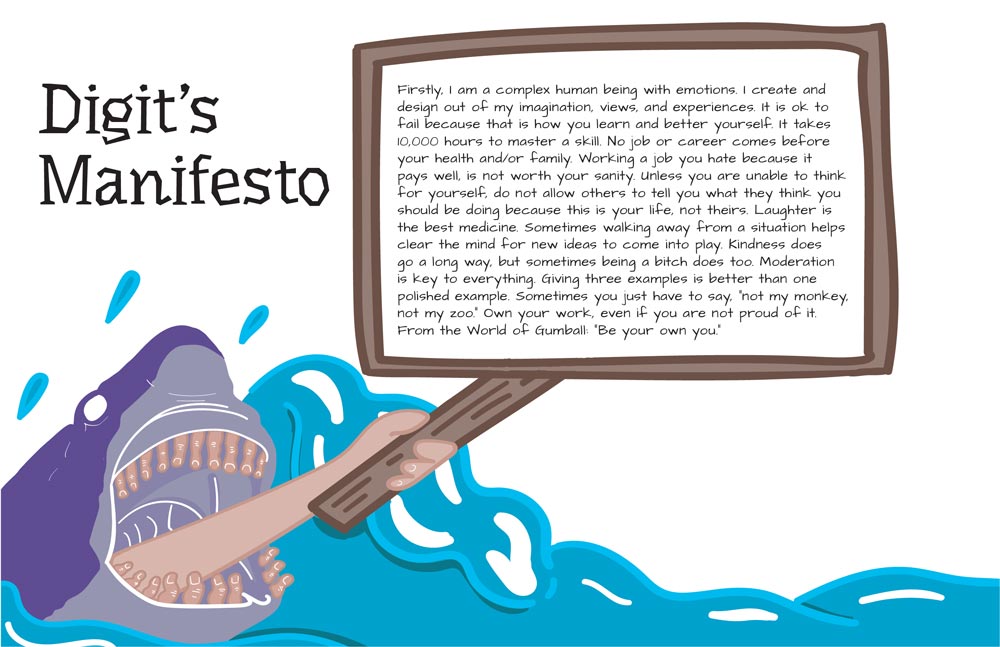 Digit's
Manifesto
Firstly, I am a complex human being with emotions. I create and
design out of my imagination, views, and experiences. It is ok to
fail because that is how you learn and better yourself. It takes
10,000 hours to master a skill. No job or career comes before
your health and/or family. Working a job you hate because it
pays well, is not worth your sanity. Unless you are unable to think
for yourself, do not allow others to tell you what they think you
should be doing because this is your life, not theirs. Laughter is
the best medicine. Sometimes walking away from a situation helps
clear the mind for new ideas to come into play. Kindness does
go a long way, but sometimes being a bitch does too. Moderation
is key to everything. Giving three examples is better than one
polished example. Sometimes you just have to say, "not my monkey,
not my zoo." Own your work, even if you are not proud of it.
From the World of Gumball: "Be your own you."